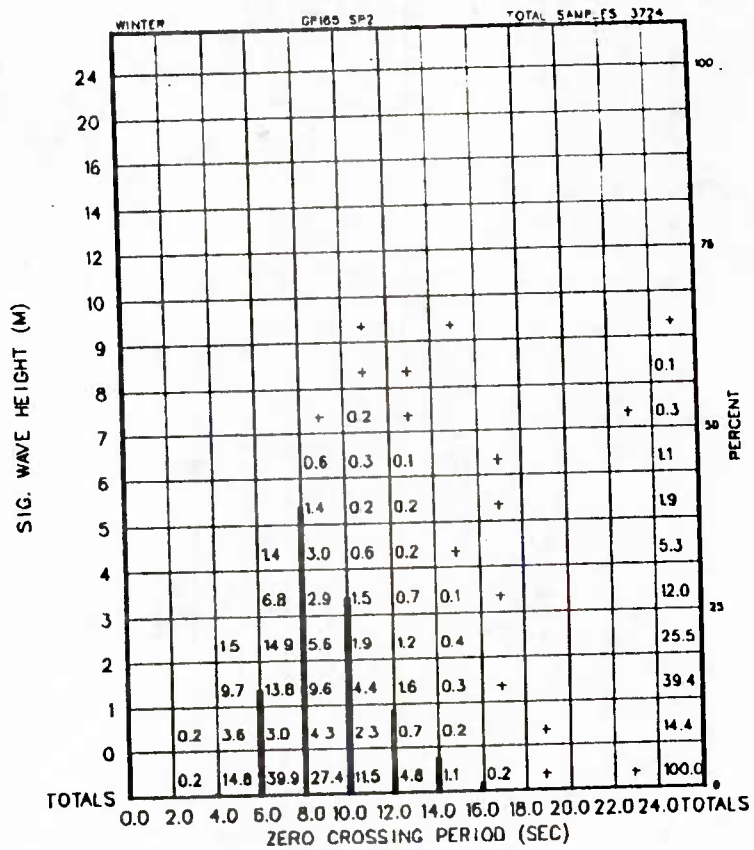 WINTER GP165 SP2 TOTAL SAMPLES 3724
24 100
20
16
14
12 75
10
+ + +
9
+ + 0.1
8
+ 0.2 + + 0.3
7 50
0.6 0.3 0.1 + 1.1
6
1.4 0.2 0.2 + 1.9
5
1.4 3.0 0.6 0.2 + 5.3
4
6.8 2.9 1.5 0.7 0.1 + 12.0
3 25
1.5 14.9 5.6 1.9 1.2 0.4 25.5
2
9.7 13.8 9.6 4.4 1.6 0.3 + 39.4
1
0.2 3.6 3.0 4.3 2.3 0.7 0.2 + 14.4
0
0.2 14.8 39.9 27.4 11.5 4.8 1.1 0.2 + + 100.0 0
TOTALS
0.0 2.0 4.0 6.0 8.0 10.0 12.0 14.0 16.0 18.0 20.0 22.0 24.0 TOTALS
ZERO CROSSING PERIOD (SEC)
SIG. WAVE HEIGHT (M)
PERCENT